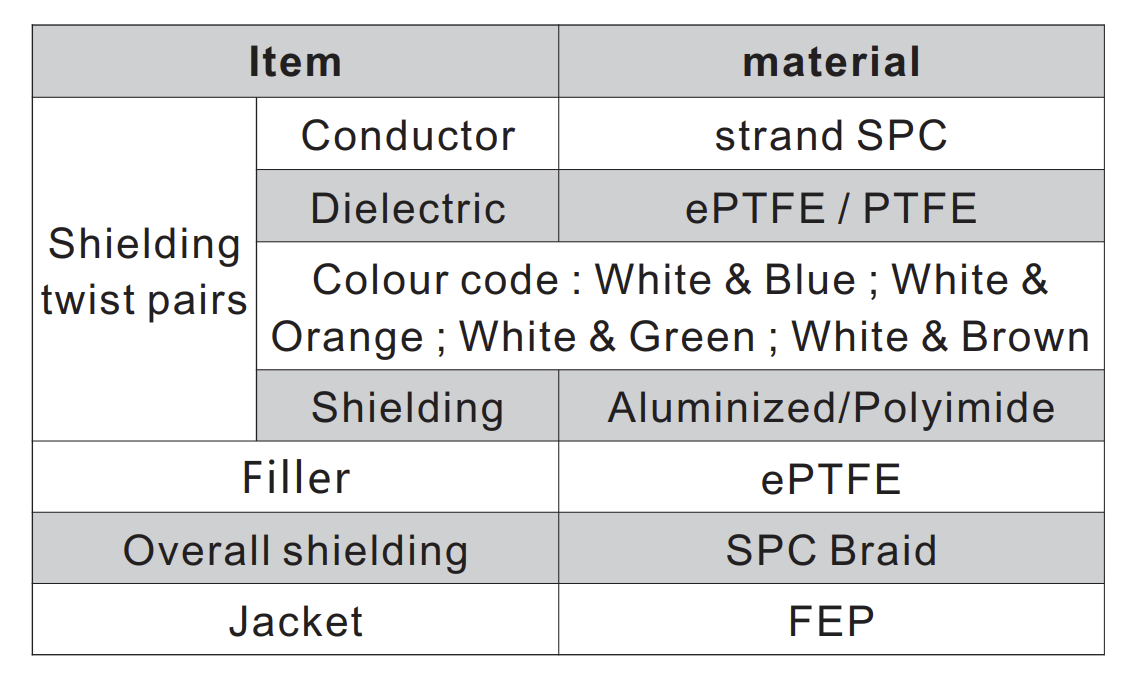 Item material
Conductor strand SPC
Dielectric ePTFE / PTFE
Shielding
twist pairs
Colour code : White & Blue ; White &
Orange ; White & Green ; White & Brown
Shielding Aluminized/Polyimide
Filler ePTFE
Overall shielding SPC Braid
Jacket FEP